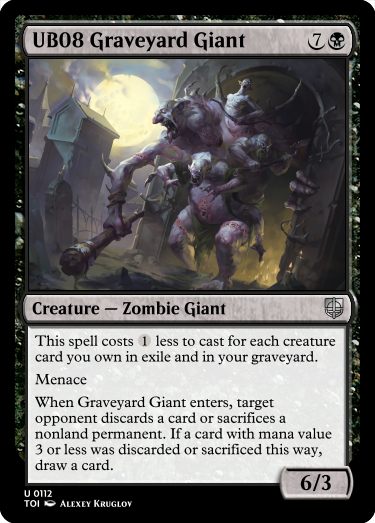 UB08 Graveyard Giant 7
Creature — Zombie Giant
This spell costs 1 less to cast for each creature
card you own in exile and in your graveyard.
Menace
When Graveyard Giant enters, target
opponent discards a card or sacrifices a
nonland permanent. If a card with mana value
3 or less was discarded or sacrificed this way,
draw a card.
6/3
U 0112
TOI Alexey Kruglov